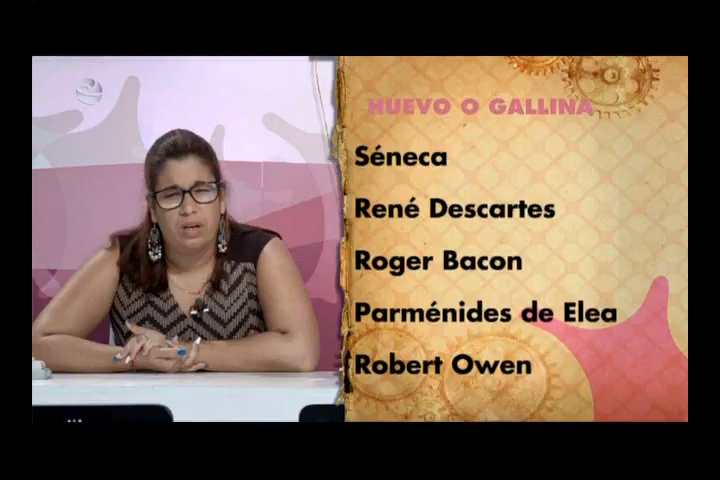 HUEVO O GALLINA
Séneca
René Descartes
Roger Bacon
Parménides de Elea
Robert Owen